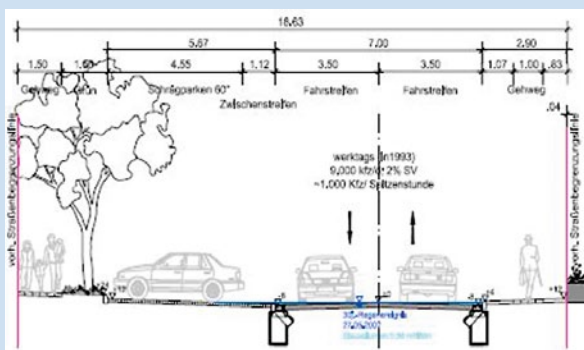 16.63
5.67 7.00 2.90
1.50 4.55 1.12 3.50 3.50 1.07 1.00 .83
Gehweg Schrägparken 60° Fahrstreifen Fahrstreifen Gehweg
Zwischenstreifen
.04
vorh. Straßenbegrenzungslinie
vorh. Straßenbegrenzungslinie
werktags (in1993)
9.000 kfz/d 2% SV
~1.000 Kfz/ Spitzenstunde